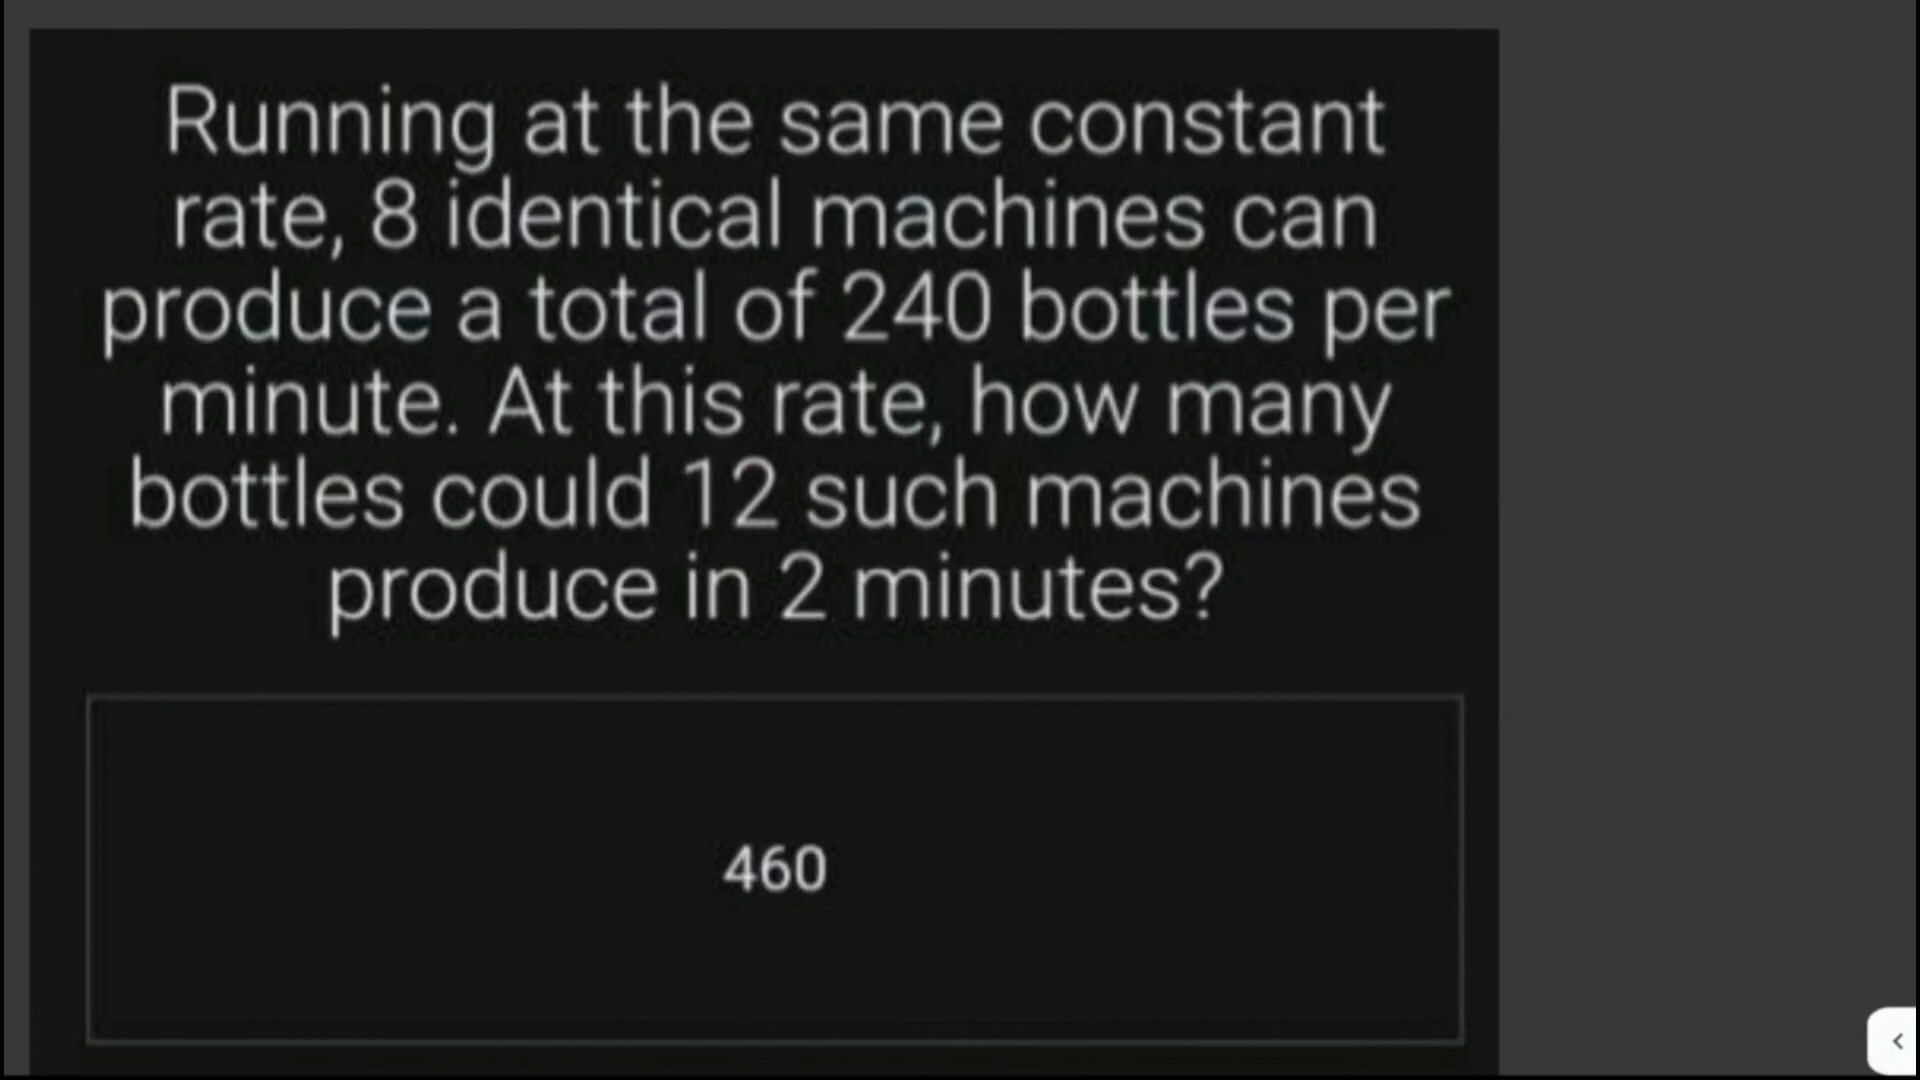 Running at the same constant
rate, 8 identical machines can
produce a total of 240 bottles per
minute. At this rate, how many
bottles could 12 such machines
produce in 2 minutes?
460